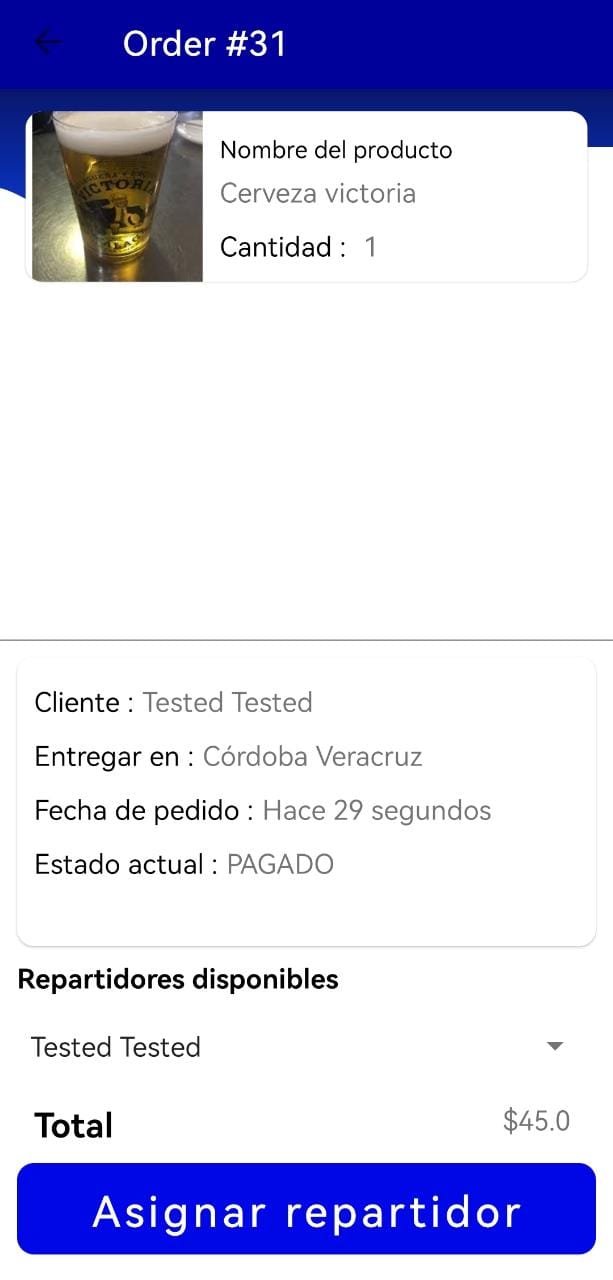 Order #31
VICTORIA
Nombre del producto
Cerveza victoria
Cantidad : 1
Cliente : Tested Tested
Entregar en : Córdoba Veracruz
Fecha de pedido : Hace 29 segundos
Estado actual : PAGADO
Repartidores disponibles
Tested Tested
Total $45.0
Asignar repartidor